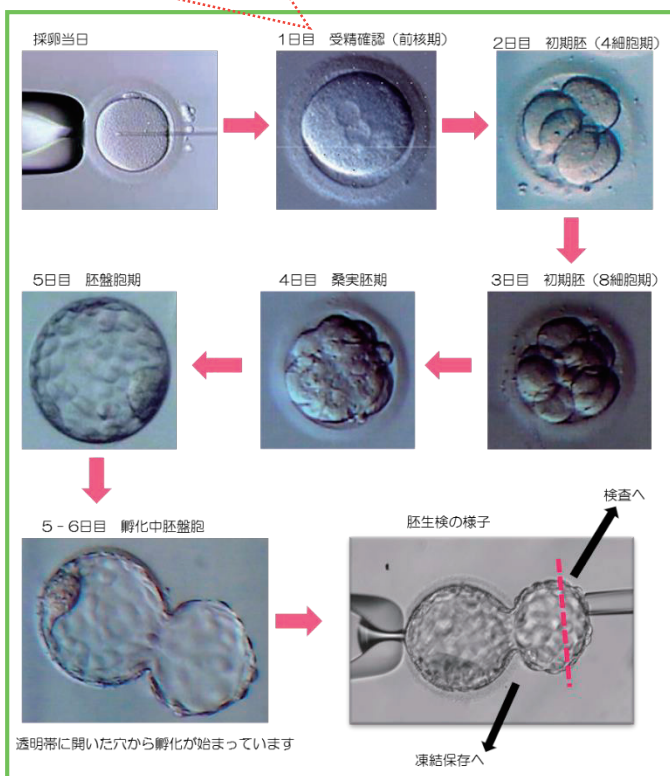 採卵当日
1日目 受精確認（前核期）
2日目 初期胚（4細胞期）
5日目 胚盤胞期
4日目 桑実胚期
3日目 初期胚（8細胞期）
5－6日目 孵化中胚盤胞
胚生検の様子
検査へ
透明帯に開いた穴から孵化が始まっています
凍結保存へ